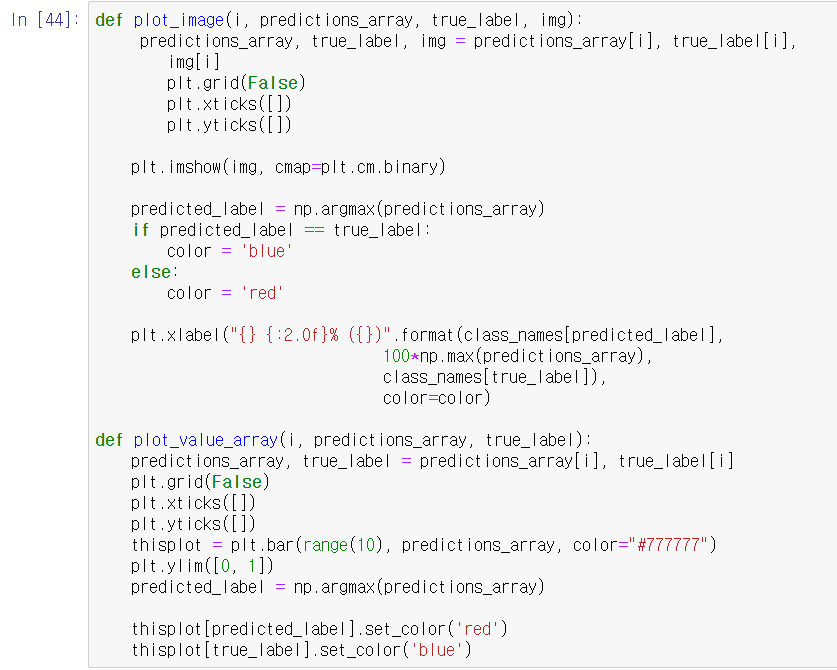 In [44]:
def plot_image(i, predictions_array, true_label, img):
     predictions_array, true_label, img = predictions_array[i], true_label[i],
        img[i]
        plt.grid(False)
        plt.xticks([])
        plt.yticks([])

    plt.imshow(img, cmap=plt.cm.binary)

    predicted_label = np.argmax(predictions_array)
    if predicted_label == true_label:
        color = 'blue'
    else:
        color = 'red'

    plt.xlabel("{} {:2.0f}% ({})".format(class_names[predicted_label],
                                100*np.max(predictions_array),
                                class_names[true_label]),
                                color=color)

def plot_value_array(i, predictions_array, true_label):
    predictions_array, true_label = predictions_array[i], true_label[i]
    plt.grid(False)
    plt.xticks([])
    plt.yticks([])
    thisplot = plt.bar(range(10), predictions_array, color="#777777")
    plt.ylim([0, 1])
    predicted_label = np.argmax(predictions_array)

    thisplot[predicted_label].set_color('red')
    thisplot[true_label].set_color('blue')